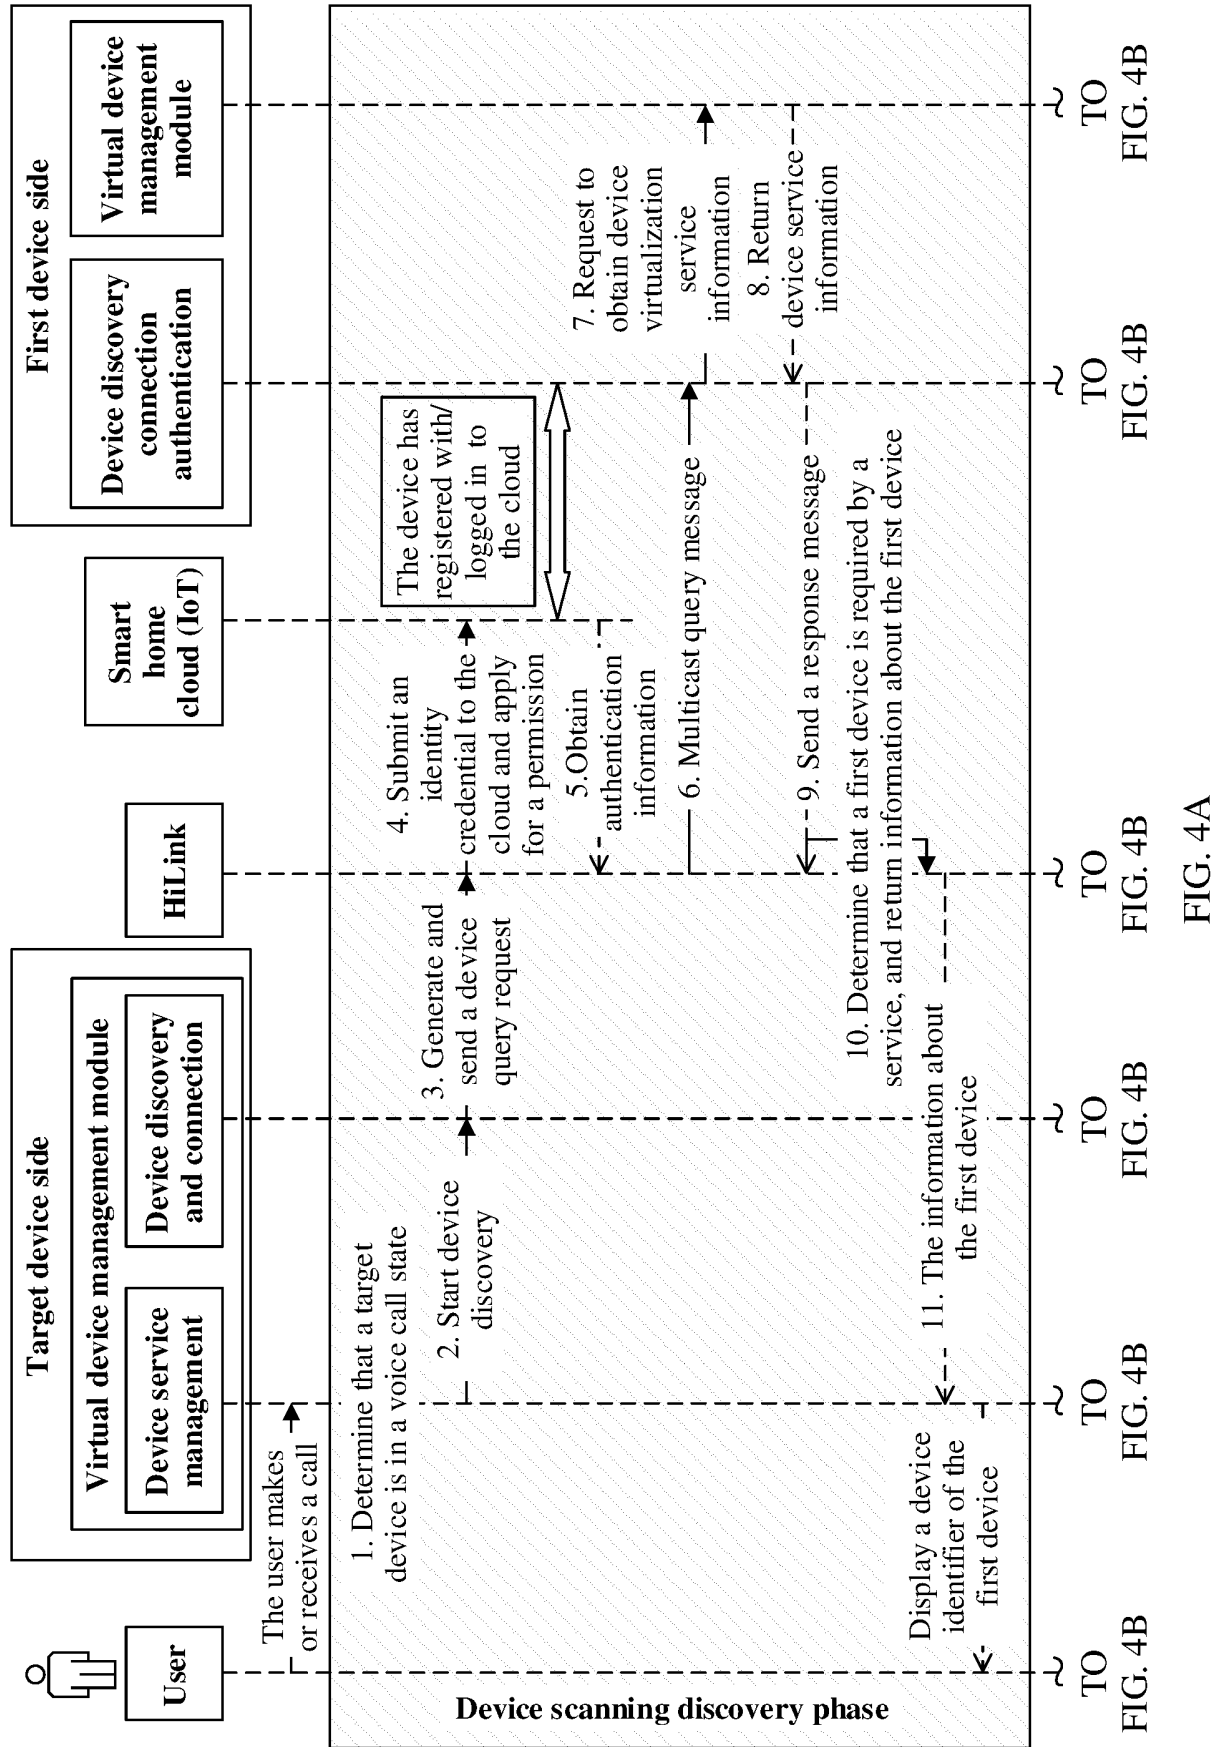 Target device side
Virtual device management module
Device service
management
Device discovery
and connection
User
HiLink
Smart
home
cloud (IoT)
First device side
Device discovery
connection
authentication
Virtual device
management
module
The user makes
or receives a call
Device scanning discovery phase
1. Determine that a target
device is in a voice call state
2. Start device
discovery
3. Generate and
send a device
query request
4. Submit an
identity
credential to the
cloud and apply
for a permission
The device has
registered with/
logged in to
the cloud
5.Obtain
authentication
information
6. Multicast query message
7. Request to
obtain device
virtualization
service
information
8. Return
device service
information
9. Send a response message
10. Determine that a first device is required by a
service, and return information about the first device
11. The information about
the first device
Display a device
identifier of the
first device
TO
FIG. 4B
TO
FIG. 4B
TO
FIG. 4B
TO
FIG. 4B
TO
FIG. 4B
TO
FIG. 4B
FIG. 4A